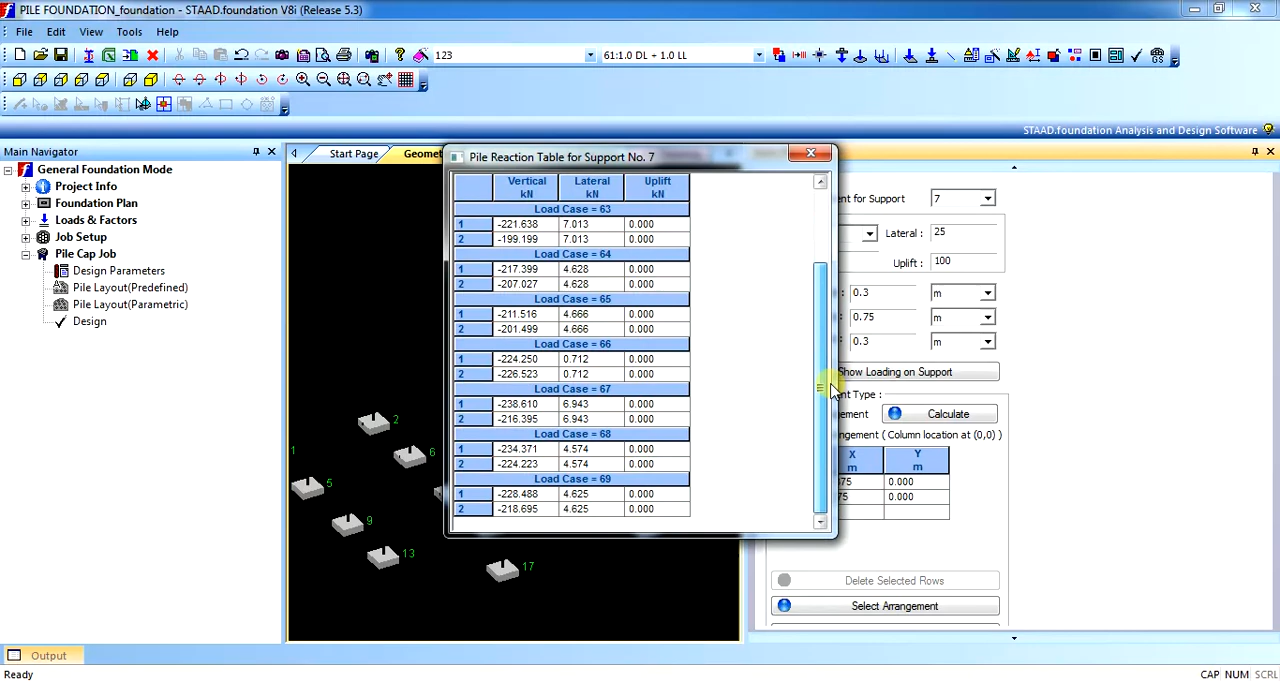 PILE FOUNDATION_foundation - STAAD.foundation V8i (Release 5.3)
File Edit View Tools Help
123
61:1.0 DL + 1.0 LL
STAAD.foundation Analysis and Design Software
Main Navigator
General Foundation Mode
Project Info
Foundation Plan
Loads & Factors
Job Setup
Pile Cap Job
Design Parameters
Pile Layout(Predefined)
Pile Layout(Parametric)
Design
Start Page
Geomet
2
6
1
5
9
13
17
Pile Reaction Table for Support No. 7
Vertical kN Lateral kN Uplift kN
Load Case = 63
1 -221.638 7.013 0.000
2 -199.199 7.013 0.000
Load Case = 64
1 -217.399 4.628 0.000
2 -207.027 4.628 0.000
Load Case = 65
1 -211.516 4.666 0.000
2 -201.499 4.666 0.000
Load Case = 66
1 -224.250 0.712 0.000
2 -226.523 0.712 0.000
Load Case = 67
1 -238.610 6.943 0.000
2 -216.395 6.943 0.000
Load Case = 68
1 -234.371 4.574 0.000
2 -224.223 4.574 0.000
Load Case = 69
1 -228.488 4.625 0.000
2 -218.695 4.625 0.000
ent for Support 7
Lateral : 25
Uplift : 100
: 0.3 m
: 0.75 m
: 0.3 m
Show Loading on Support
ent Type :
ement Calculate
angement ( Column location at (0,0) )
X m Y m
75 0.000
75 0.000
Delete Selected Rows
Select Arrangement
Output
Ready
CAP NUM SCRL